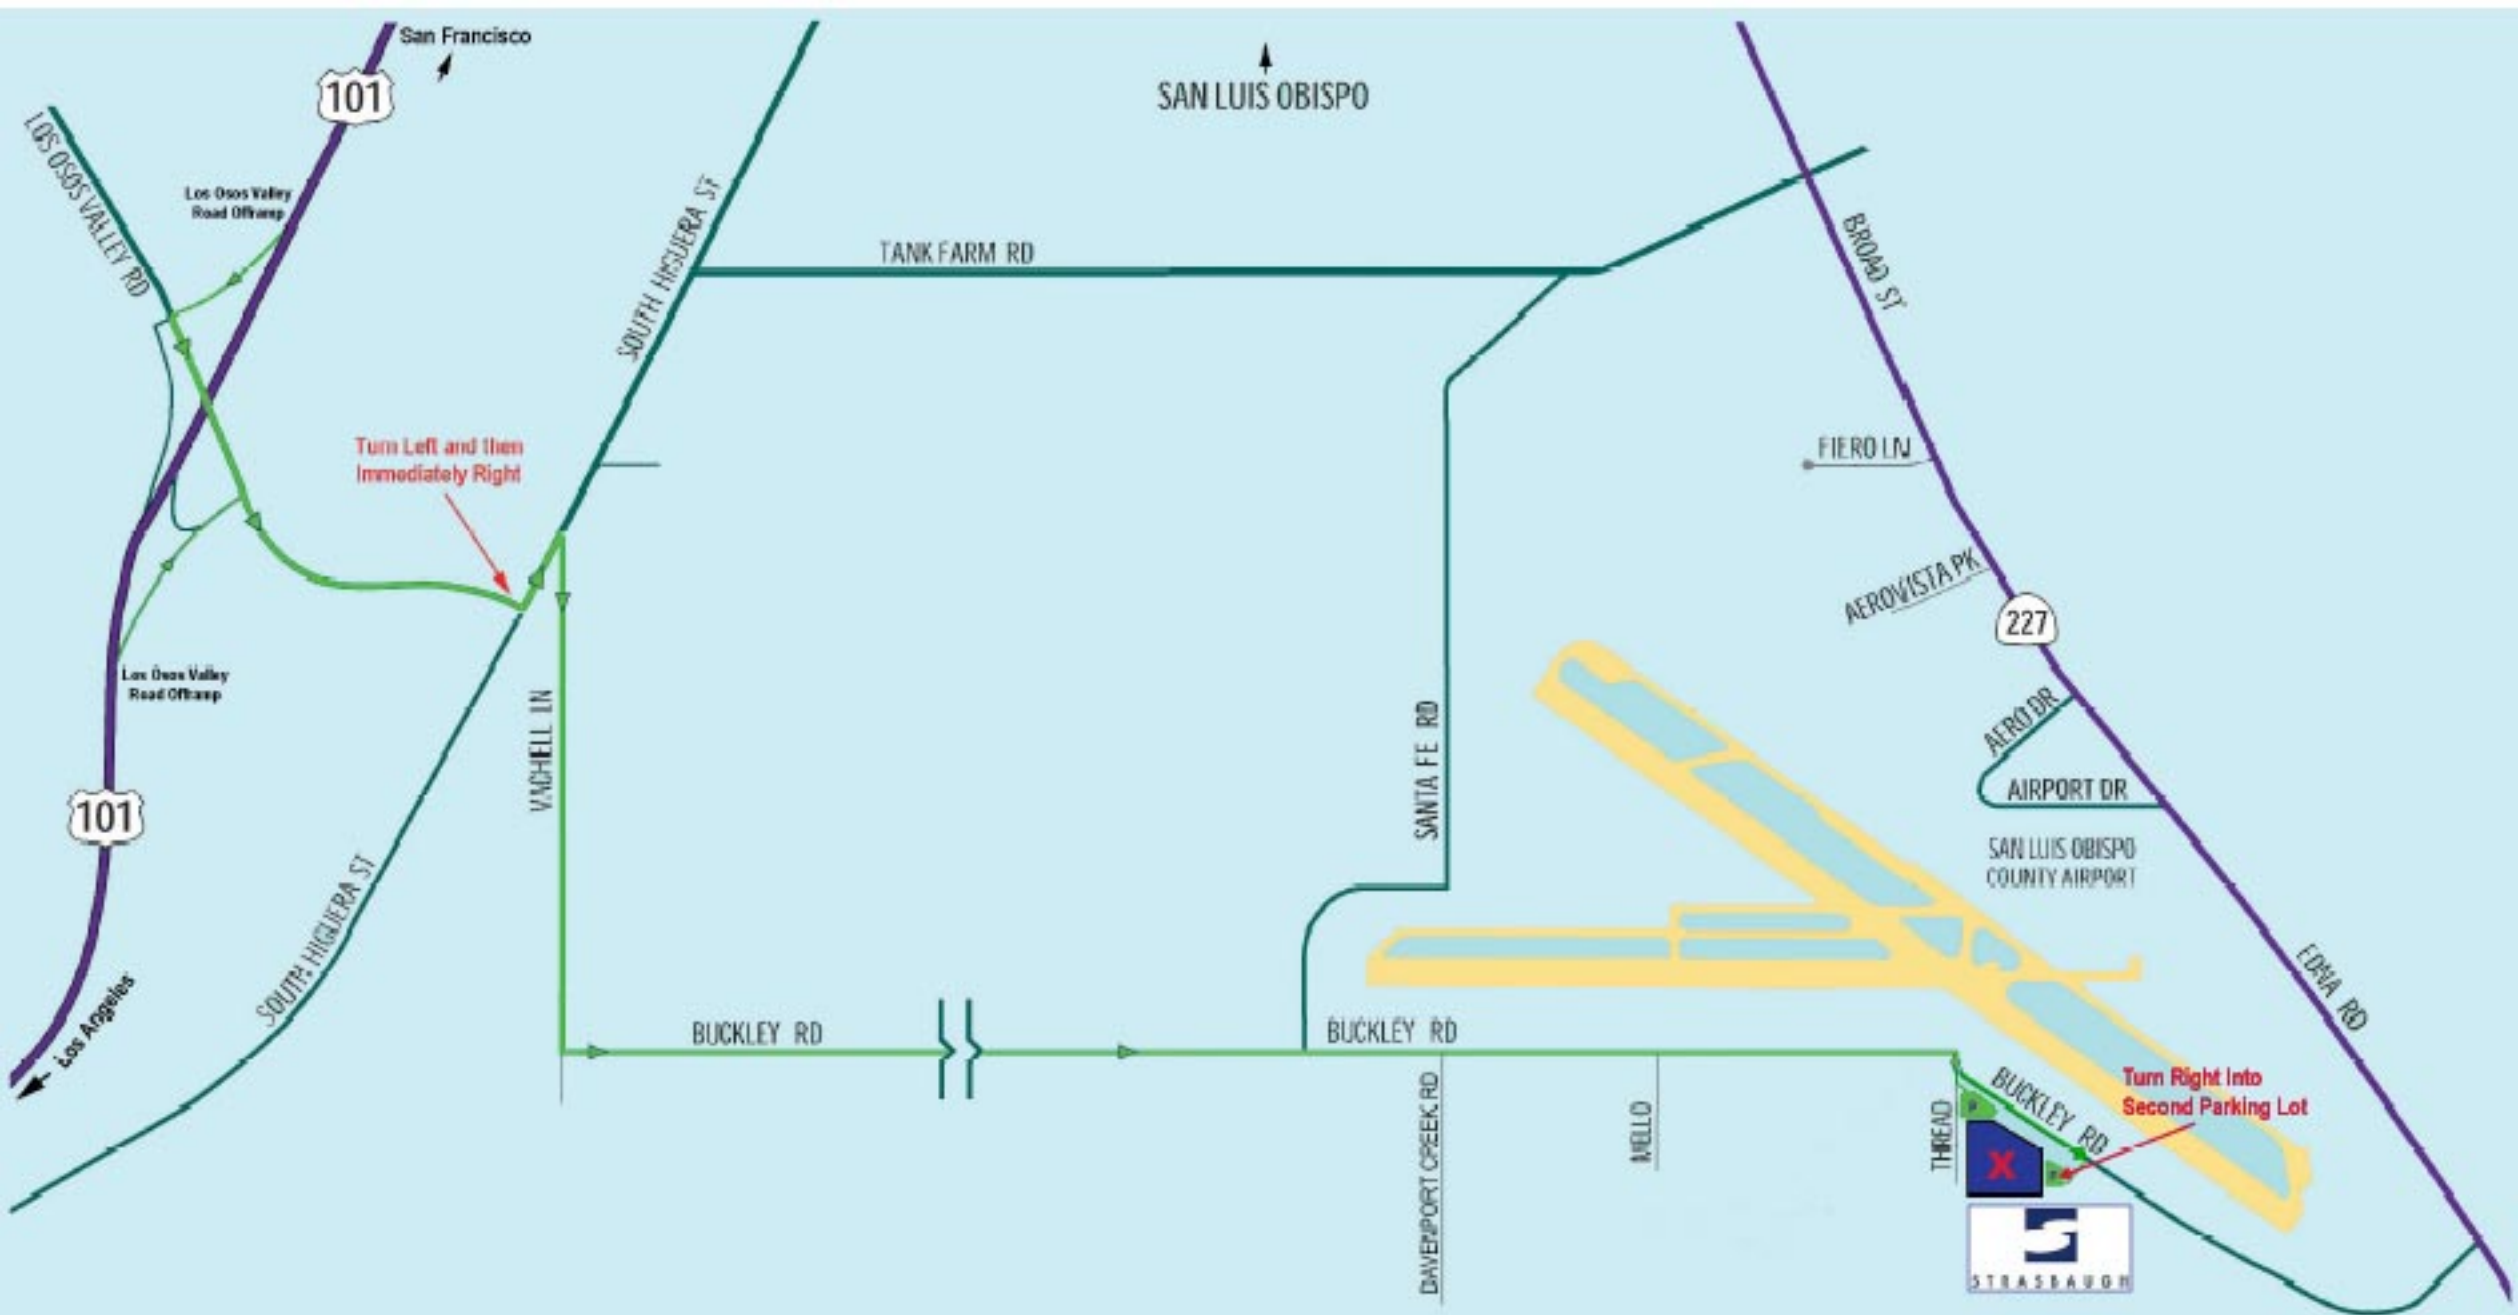 San Francisco
101
SAN LUIS OBISPO
LOS OSOS VALLEY RD
Los Osos Valley
Road Offramp
SOUTH HIGUERA ST
TANK FARM RD
BROAD ST
Turn Left and then
Immediately Right
FIERO LN
AEROVISTA PK
227
Los Osos Valley
Road Offramp
VACHELL LN
SANTA FE RD
AERO DR
AIRPORT DR
101
SAN LUIS OBISPO
COUNTY AIRPORT
SOUTH HIGUERA ST
EDNA RD
Los Angeles
BUCKLEY RD
BUCKLEY RD
BUCKLEY RD
Turn Right Into
Second Parking Lot
DAVENPORT CREEK RD
MELLO
THREAD
X
STRASBAUGH